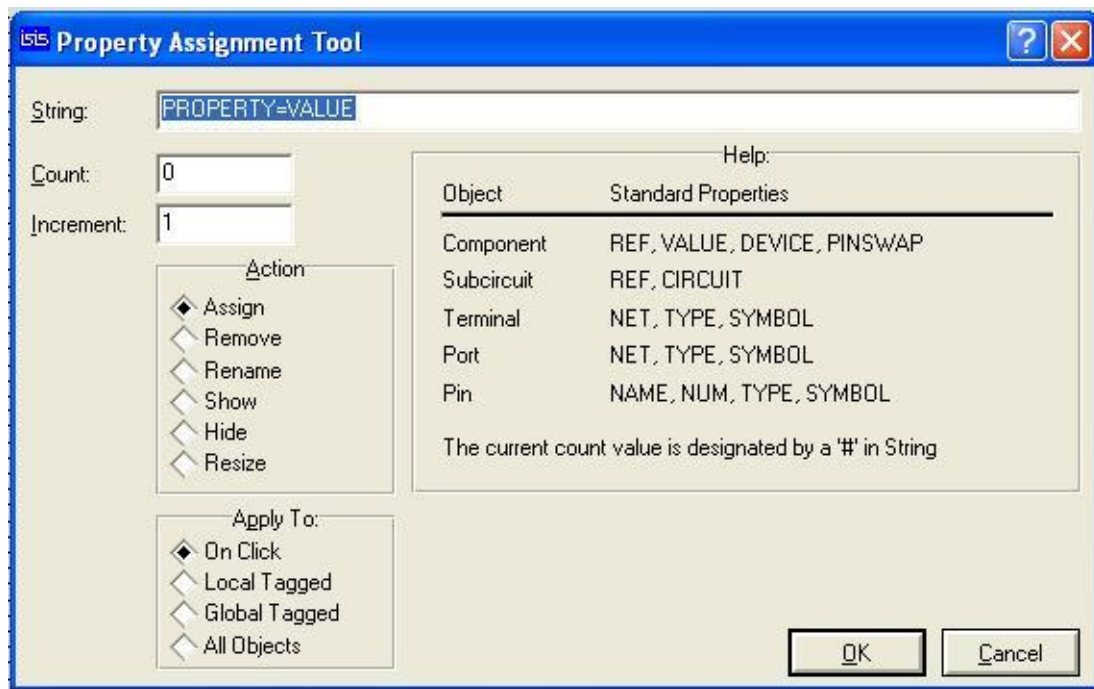 isis Property Assignment Tool
String: PROPERTY=VALUE
Count: 0
Increment: 1
Action
Assign
Remove
Rename
Show
Hide
Resize
Apply To:
On Click
Local Tagged
Global Tagged
All Objects
Help:
Object Standard Properties
Component REF, VALUE, DEVICE, PINSWAP
Subcircuit REF, CIRCUIT
Terminal NET, TYPE, SYMBOL
Port NET, TYPE, SYMBOL
Pin NAME, NUM, TYPE, SYMBOL
The current count value is designated by a '#' in String
OK Cancel